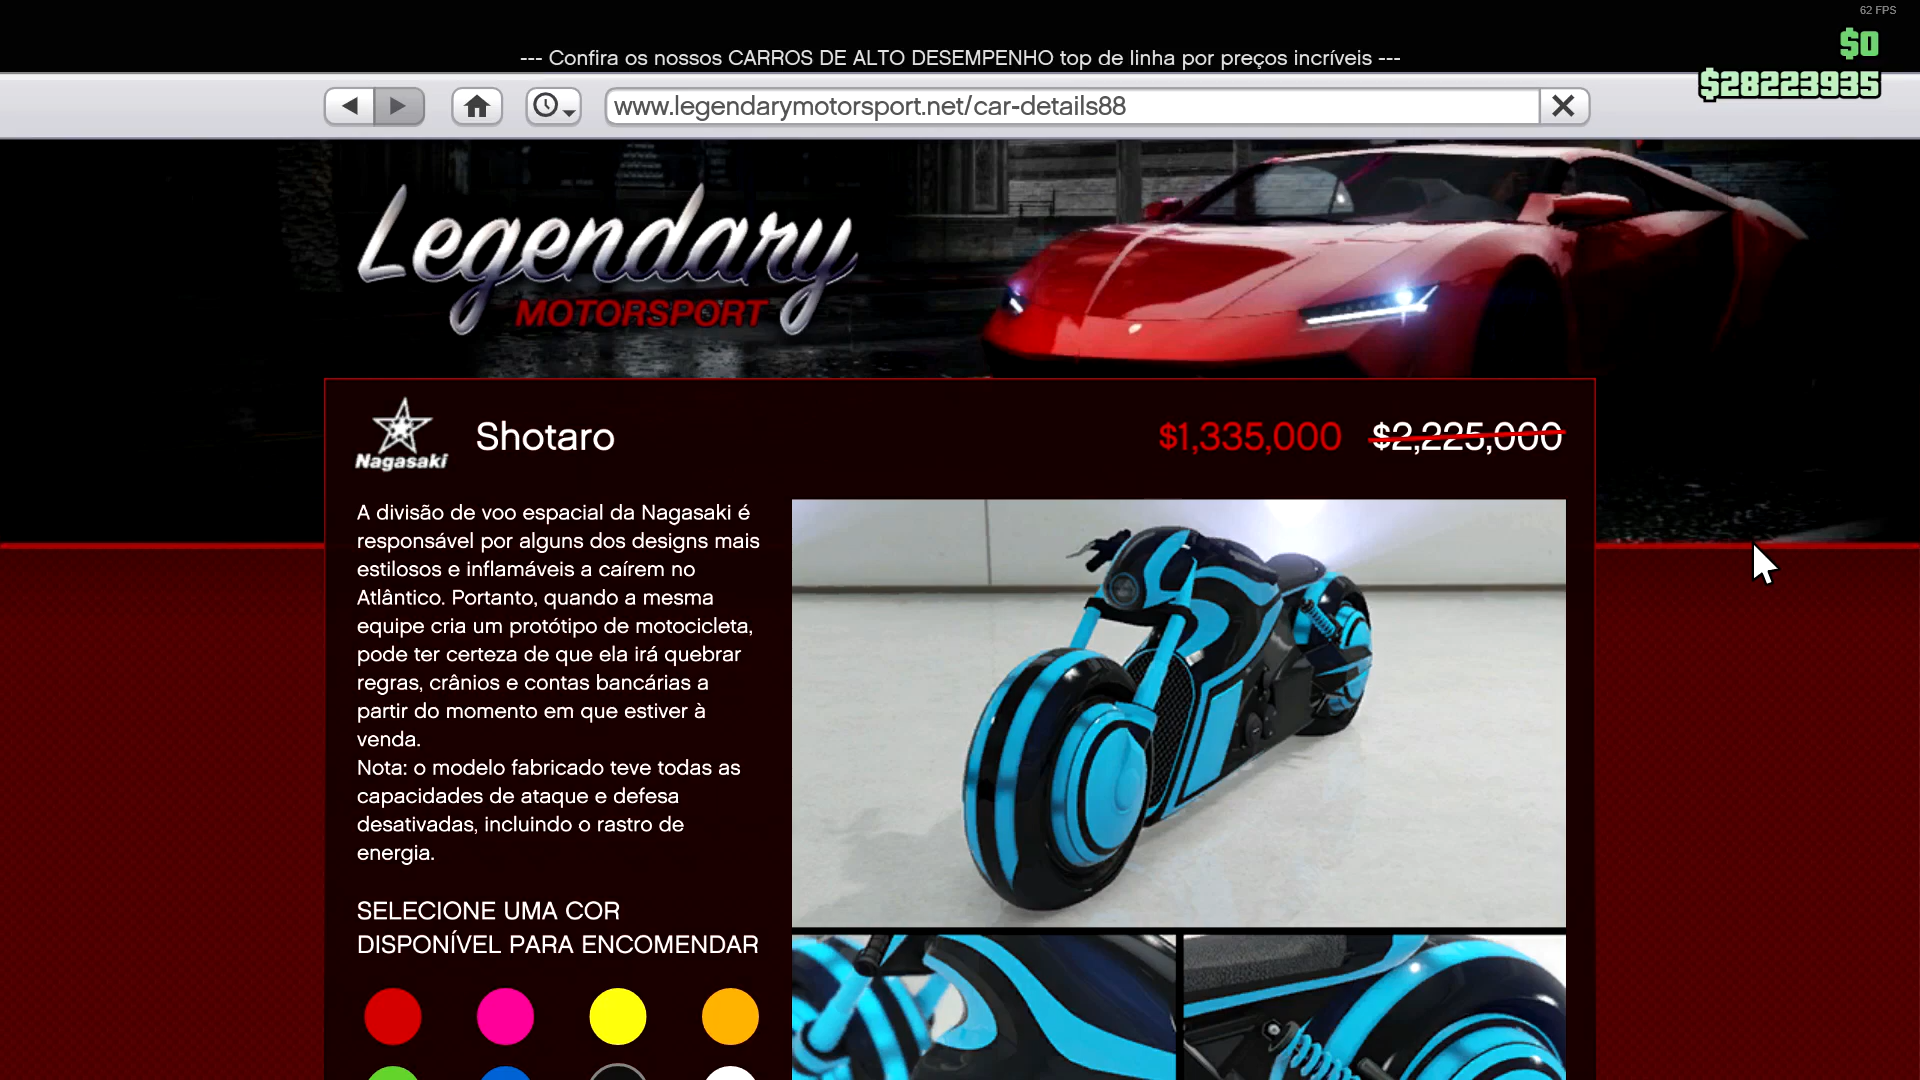 62 FPS
$0
--- Confira os nossos CARROS DE ALTO DESEMPENHO top de linha por preços incríveis ---
$28223935
www.legendarymotorsport.net/car-details88
Legendary
MOTORSPORT
Nagasaki
Shotaro
$1,335,000 $2,225,000
A divisão de voo espacial da Nagasaki é
responsável por alguns dos designs mais
estilosos e inflamáveis a caírem no
Atlântico. Portanto, quando a mesma
equipe cria um protótipo de motocicleta,
pode ter certeza de que ela irá quebrar
regras, crânios e contas bancárias a
partir do momento em que estiver à
venda.
Nota: o modelo fabricado teve todas as
capacidades de ataque e defesa
desativadas, incluindo o rastro de
energia.
SELECIONE UMA COR
DISPONÍVEL PARA ENCOMENDAR